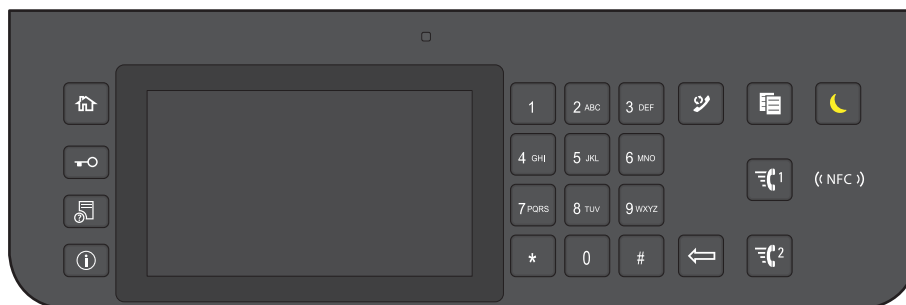 1 2 ABC 3 DEF
4 GHI 5 JKL 6 MNO
1 ((NFC))
7 PQRS 8 TUV 9 WXYZ
* 0 # 2